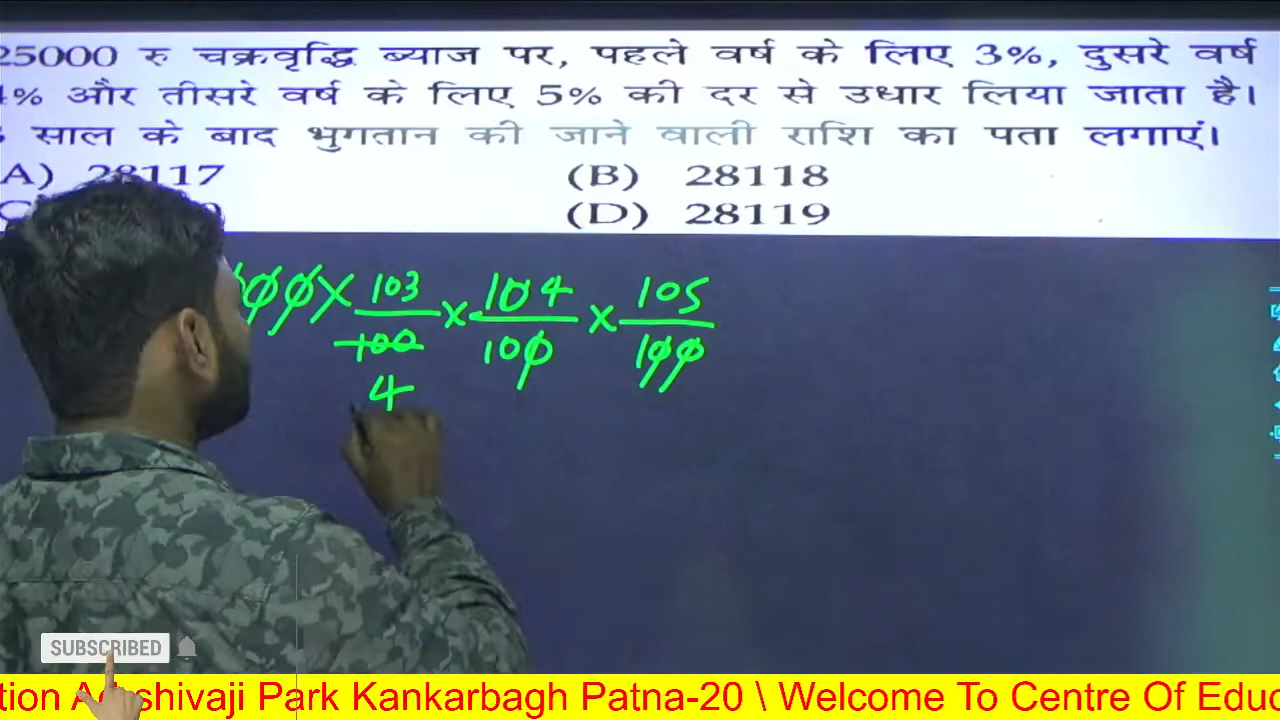 25000 रु चक्रवृद्धि ब्याज पर, पहले वर्ष के लिए 3%, दुसरे वर्ष
4% और तीसरे वर्ष के लिए 5% की दर से उधार लिया जाता है।
साल के बाद भुगतान की जाने वाली राशि का पता लगाएं।
A) 28117 (B) 28118
(D) 28119
000 × 103/100 × 104/100 × 105/100
4
SUBSCRIBED
shivaji Park Kankarbagh Patna-20 \ Welcome To Centre Of Educ